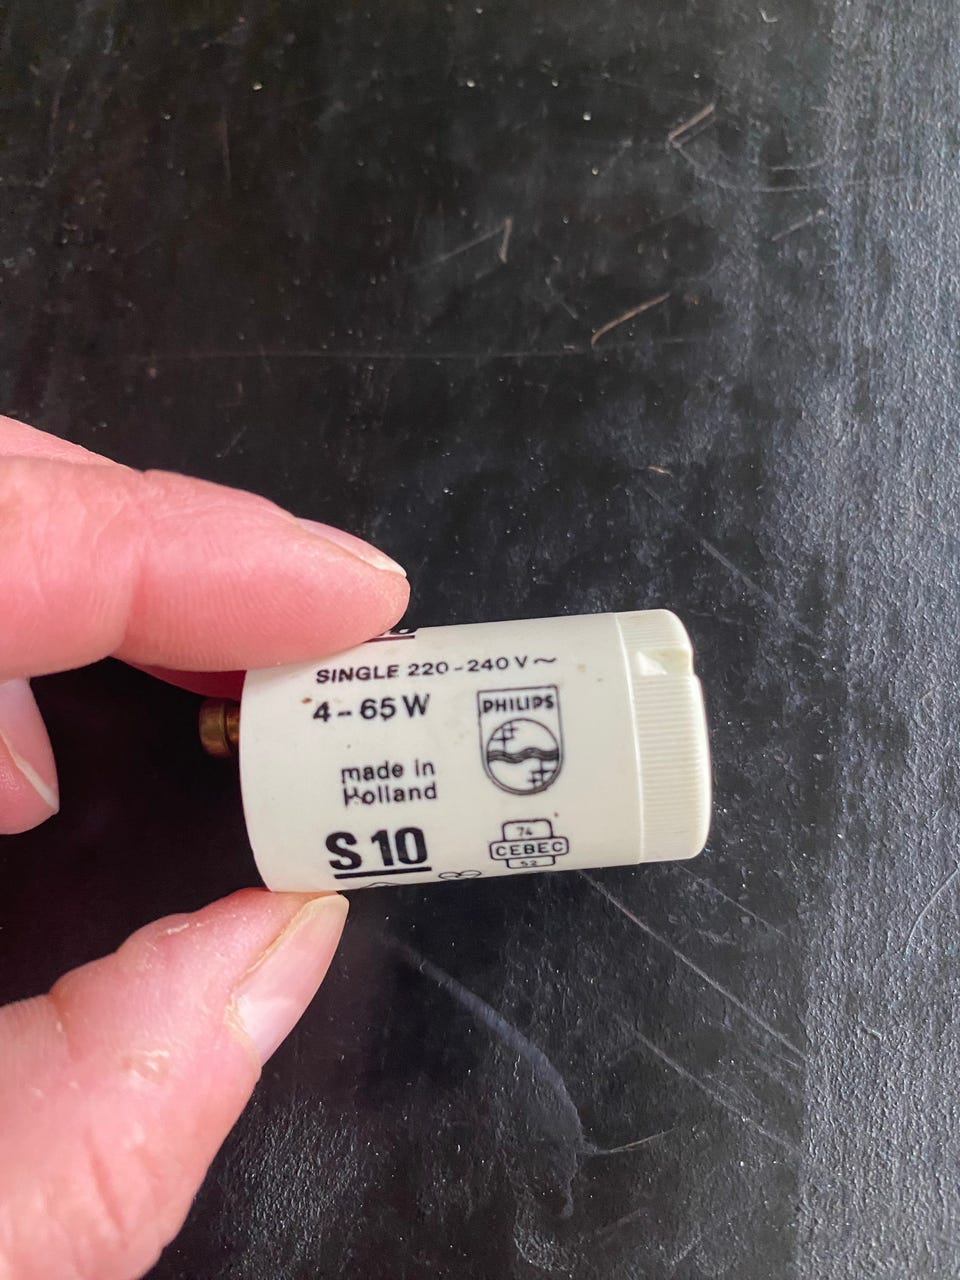 SINGLE 220-240V~
4-65W
PHILIPS
made in
Holland
S 10
74
CEBEC
52